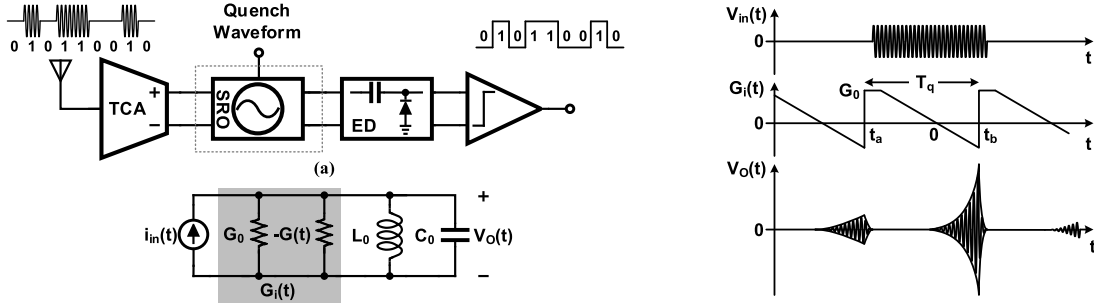 Quench
Waveform
0 1 0 1 1 0 0 1 0
0 1 0 1 1 0 0 1 0
TCA
+
−
SRO
ED
(a)
i_in(t)
G_0
-G(t)
L_0
C_0
+
V_O(t)
−
G_i(t)
V_in(t)
0
t
G_i(t)
G_0
T_q
0
t_a
0
t_b
t
V_O(t)
0
t